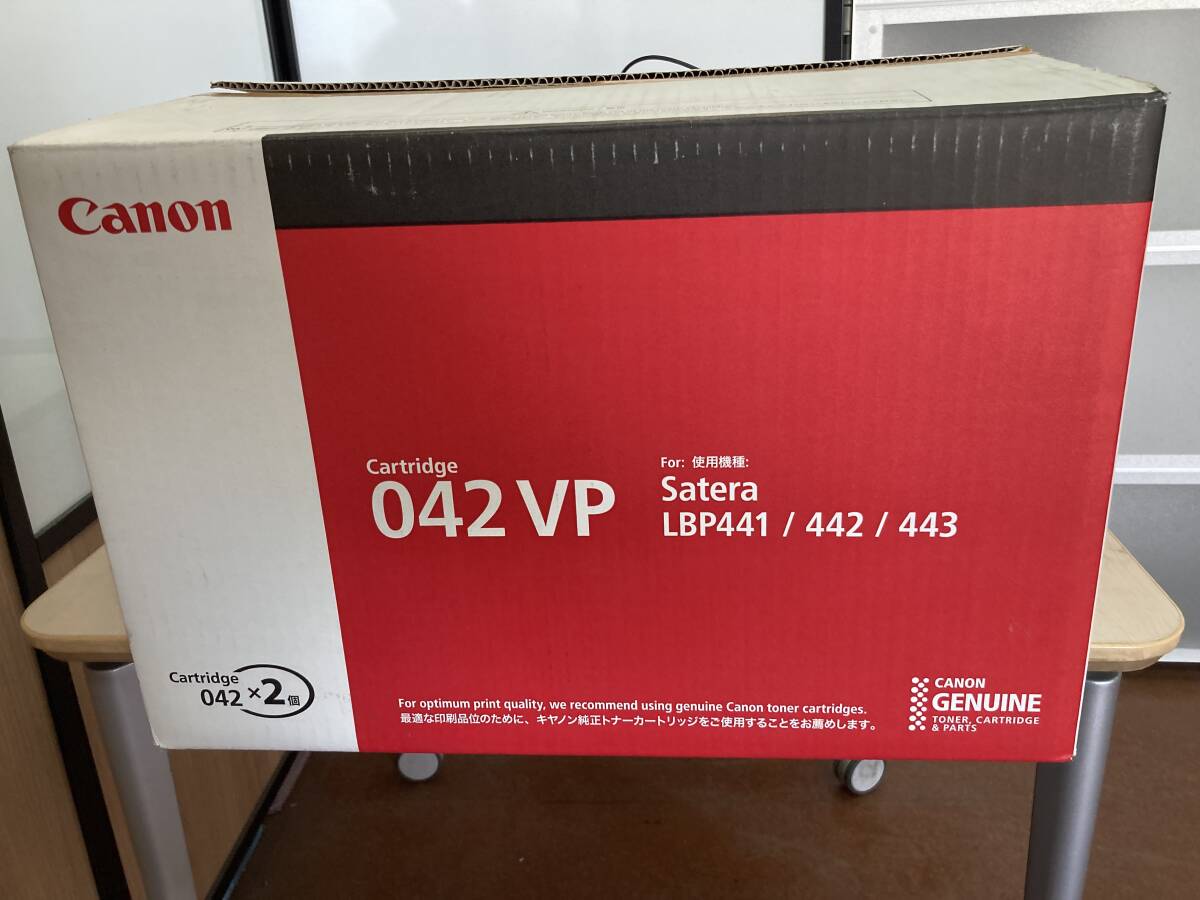 Canon
Cartridge
042 VP
For: 使用機種:
Satera
LBP441 / 442 / 443
Cartridge
042 ×2個
For optimum print quality, we recommend using genuine Canon toner cartridges.
最適な印刷品位のために、キヤノン純正トナーカートリッジをご使用することをお薦めします。
CANON
GENUINE
TONER, CARTRIDGE
& PARTS